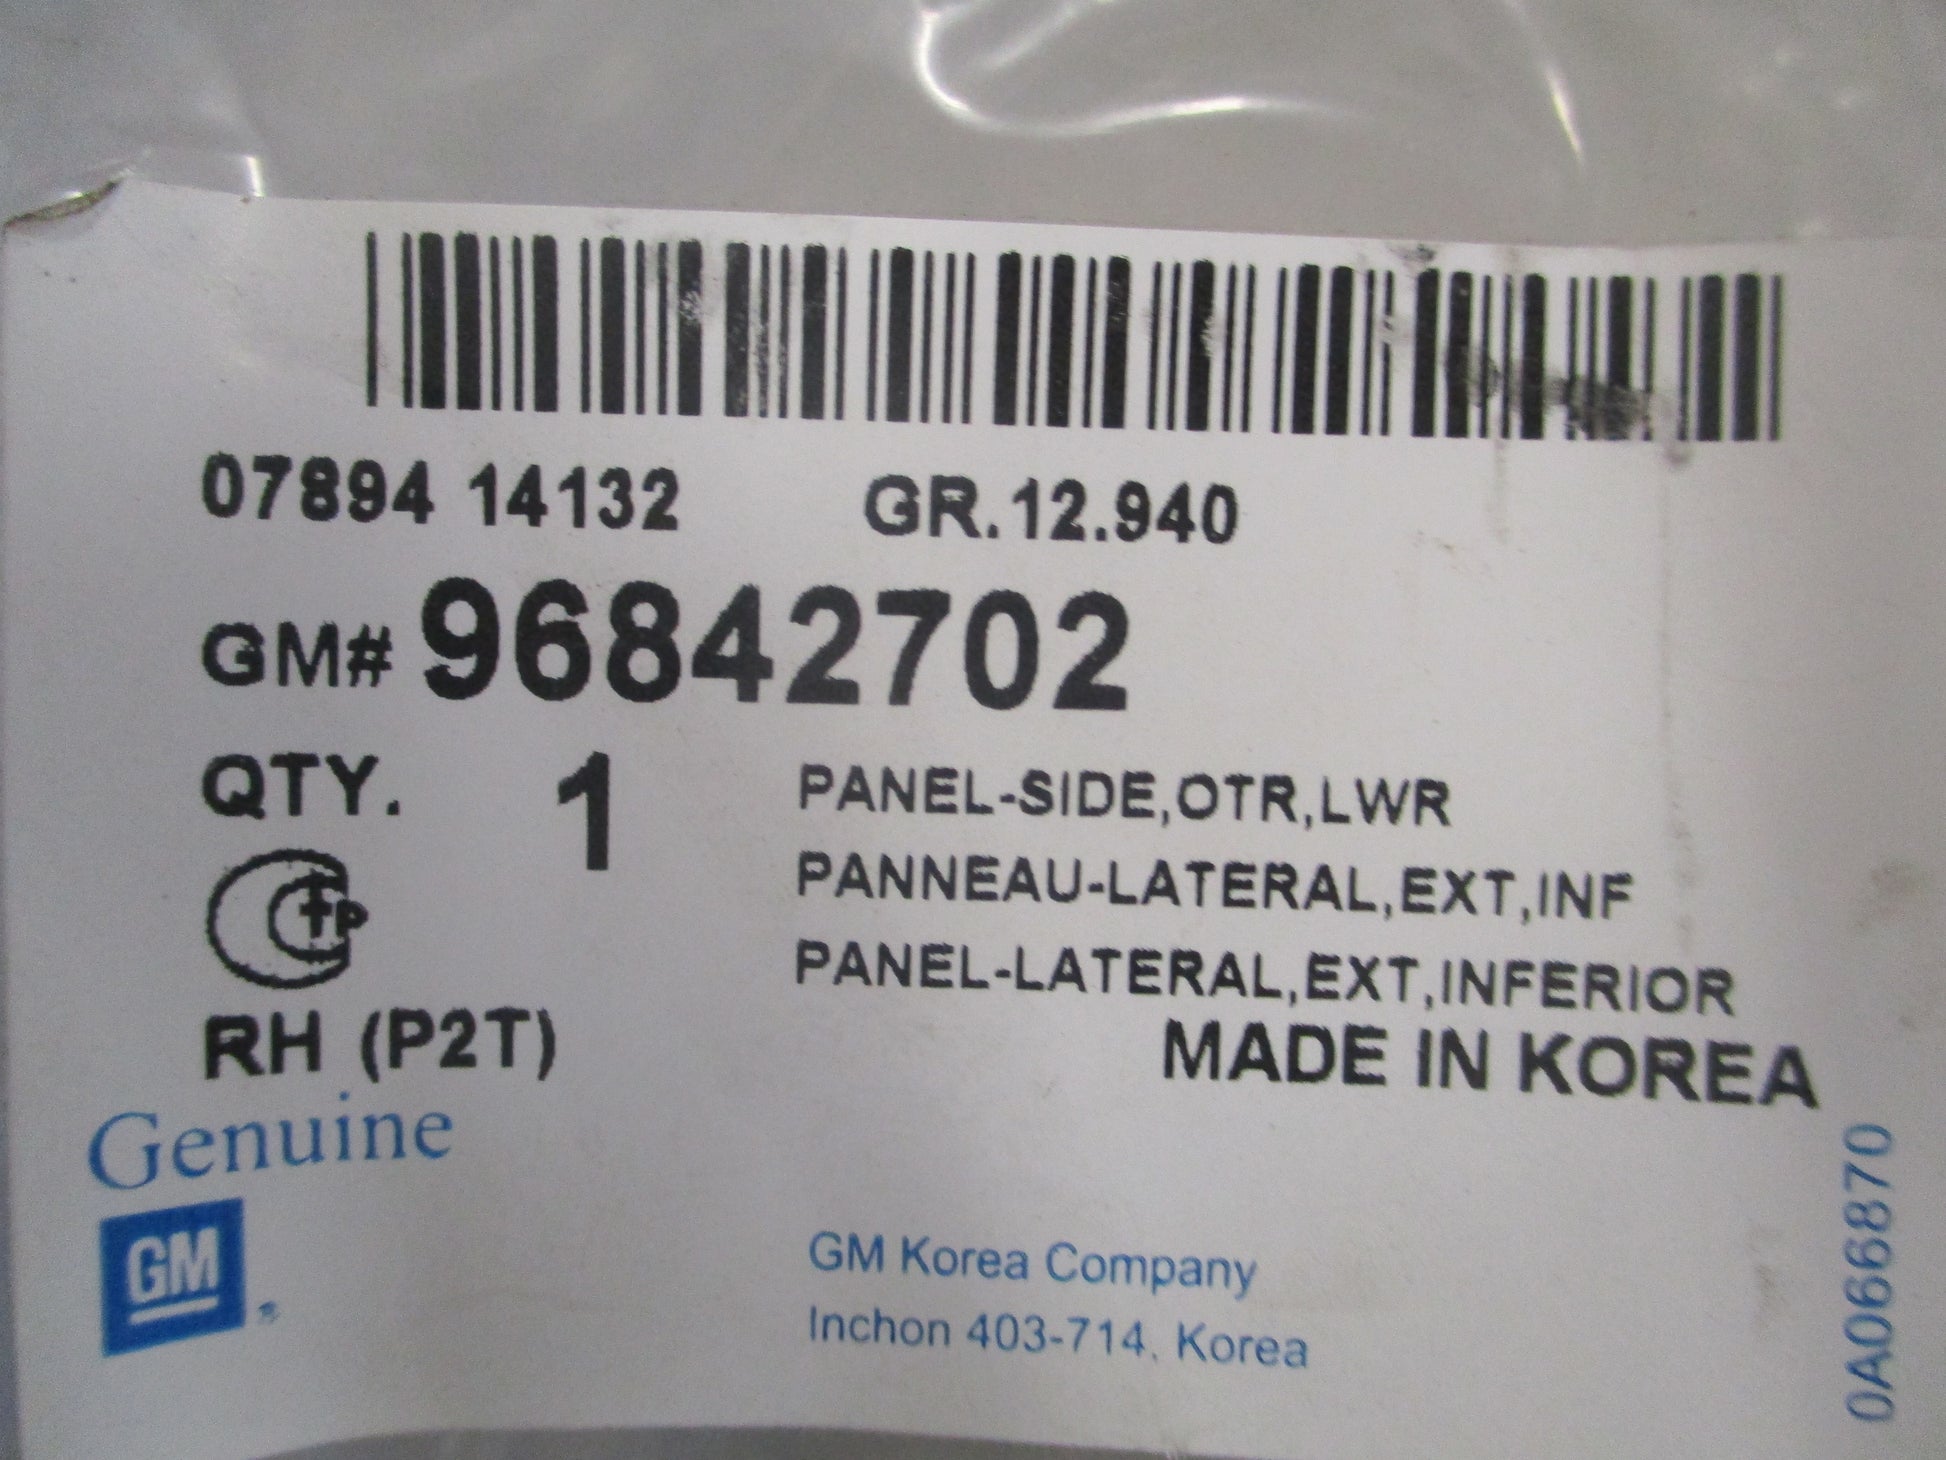 07894 14132 GR.12.940
GM# 96842702
QTY. 1 PANEL-SIDE,OTR,LWR
PANNEAU-LATERAL,EXT,INF
PANEL-LATERAL,EXT,INFERIOR
RH (P2T) MADE IN KOREA
Genuine
GM ®
GM Korea Company
Inchon 403-714. Korea
0A066870